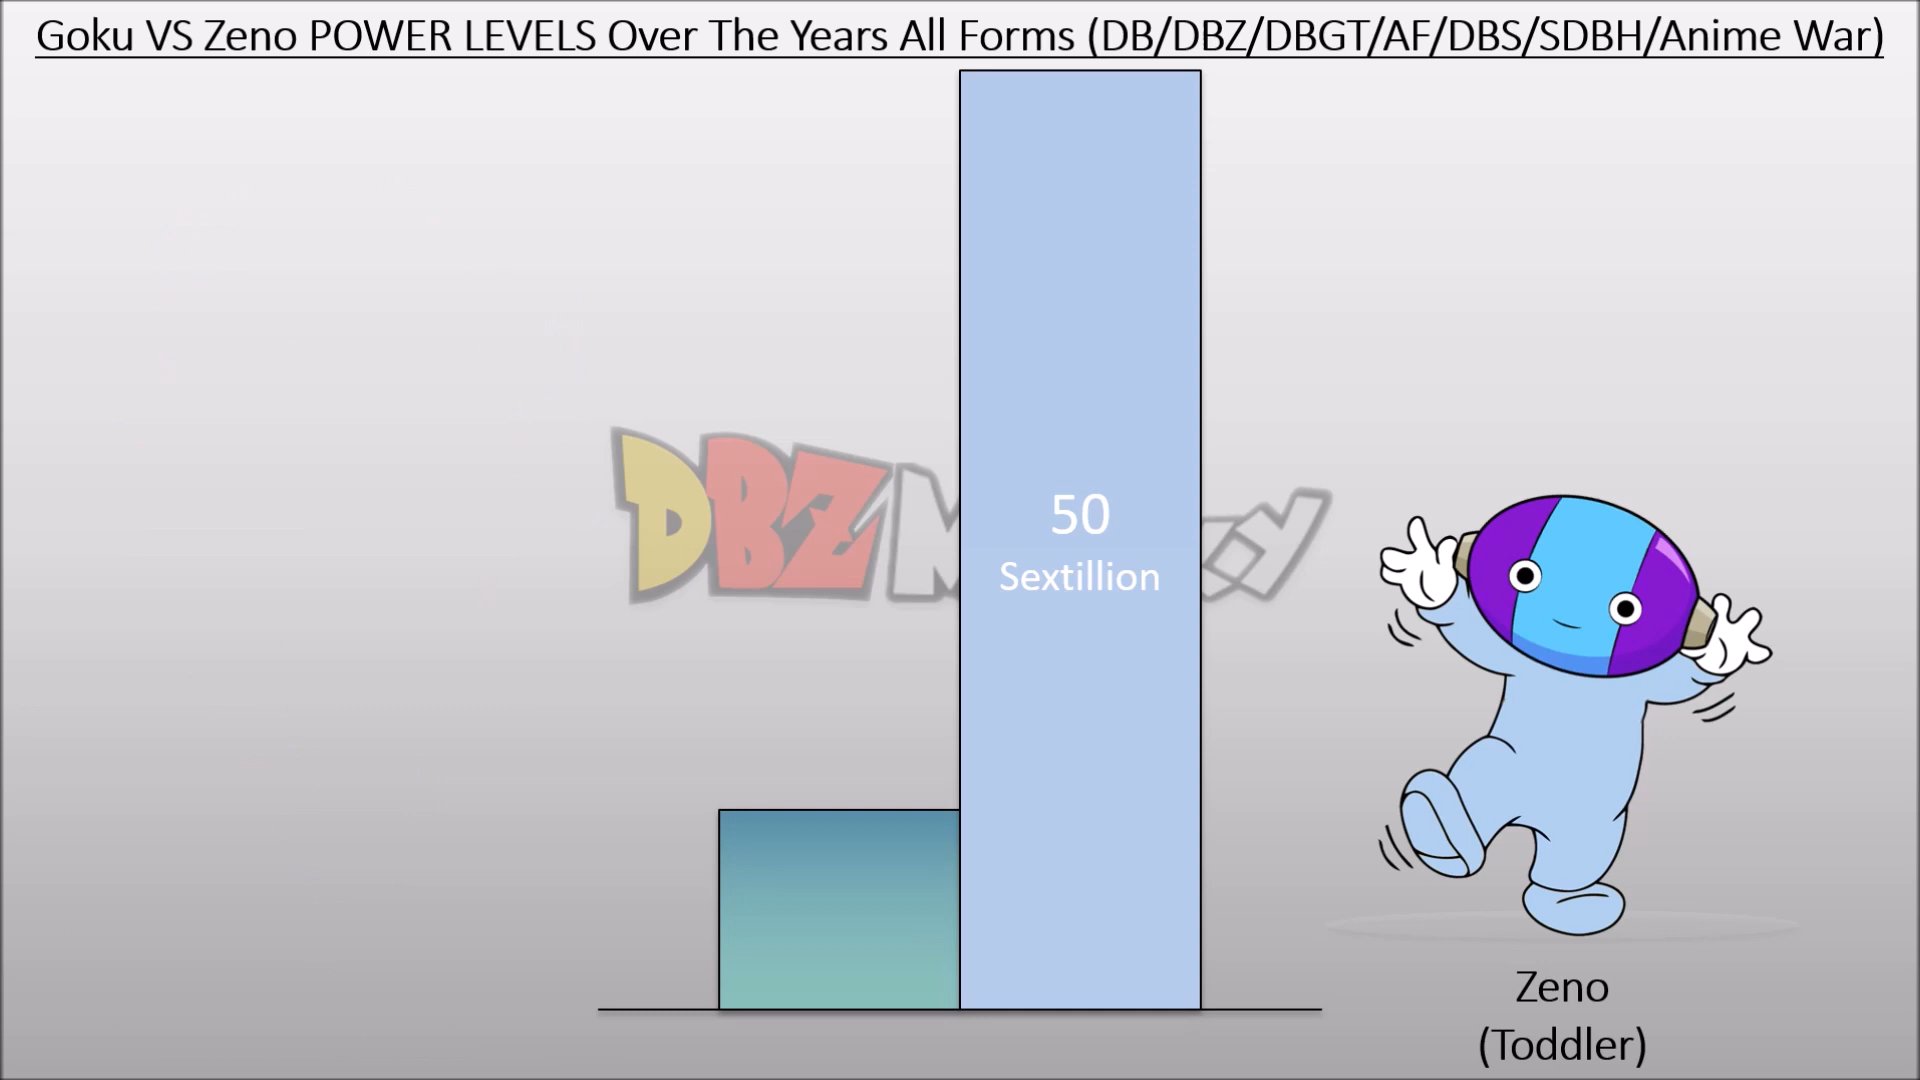 Goku VS Zeno POWER LEVELS Over The Years All Forms (DB/DBZ/DBGT/AF/DBS/SDBH/Anime War)
DBZ
50
Sextillion
Zeno
(Toddler)